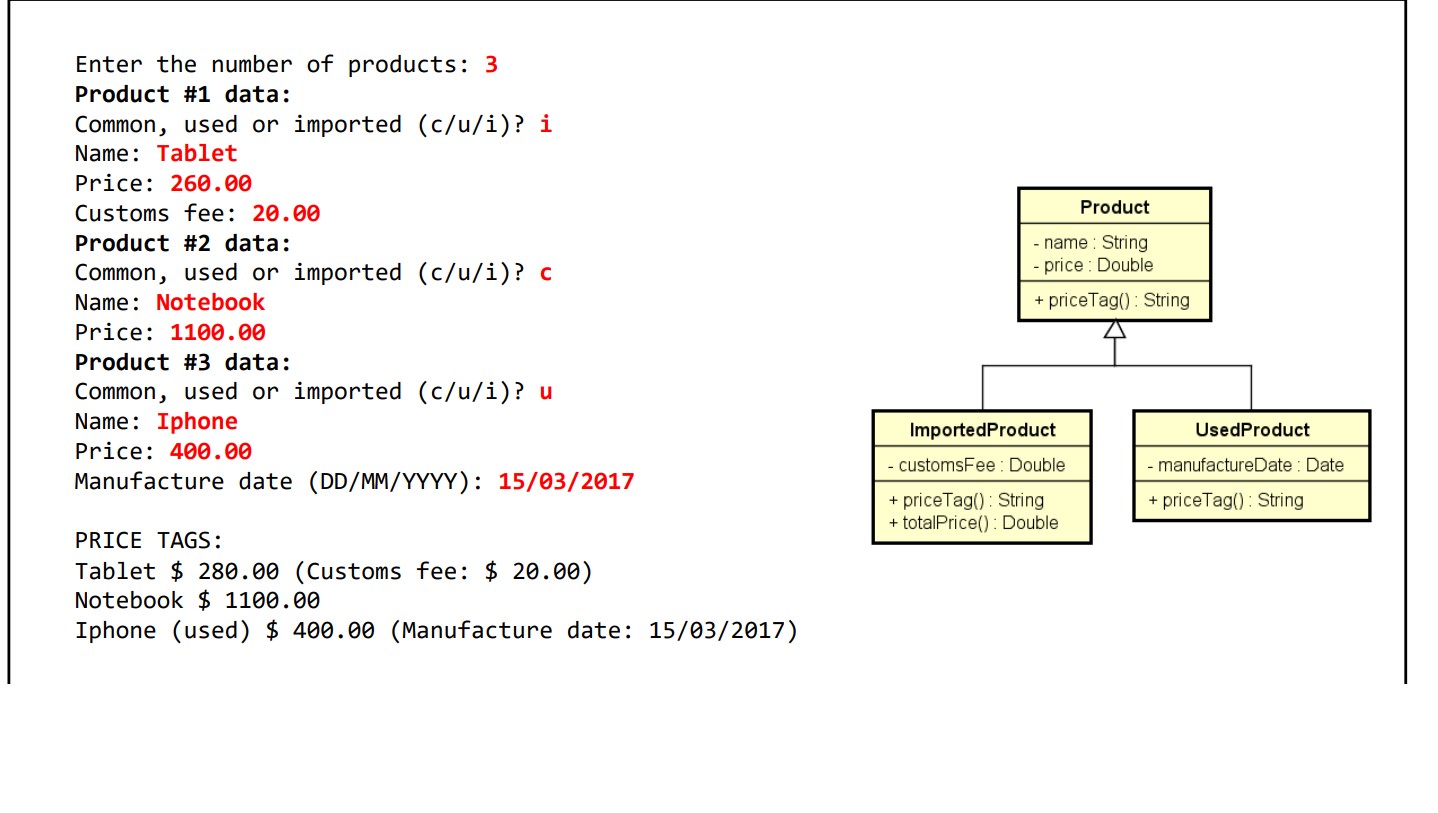 Enter the number of products: 3
Product #1 data:
Common, used or imported (c/u/i)? i
Name: Tablet
Price: 260.00
Customs fee: 20.00
Product #2 data:
Common, used or imported (c/u/i)? c
Name: Notebook
Price: 1100.00
Product #3 data:
Common, used or imported (c/u/i)? u
Name: Iphone
Price: 400.00
Manufacture date (DD/MM/YYYY): 15/03/2017
PRICE TAGS:
Tablet $ 280.00 (Customs fee: $ 20.00)
Notebook $ 1100.00
Iphone (used) $ 400.00 (Manufacture date: 15/03/2017)
Product
- name : String
- price : Double
+ priceTag() : String
ImportedProduct
- customsFee : Double
+ priceTag() : String
+ totalPrice() : Double
UsedProduct
- manufactureDate : Date
+ priceTag() : String